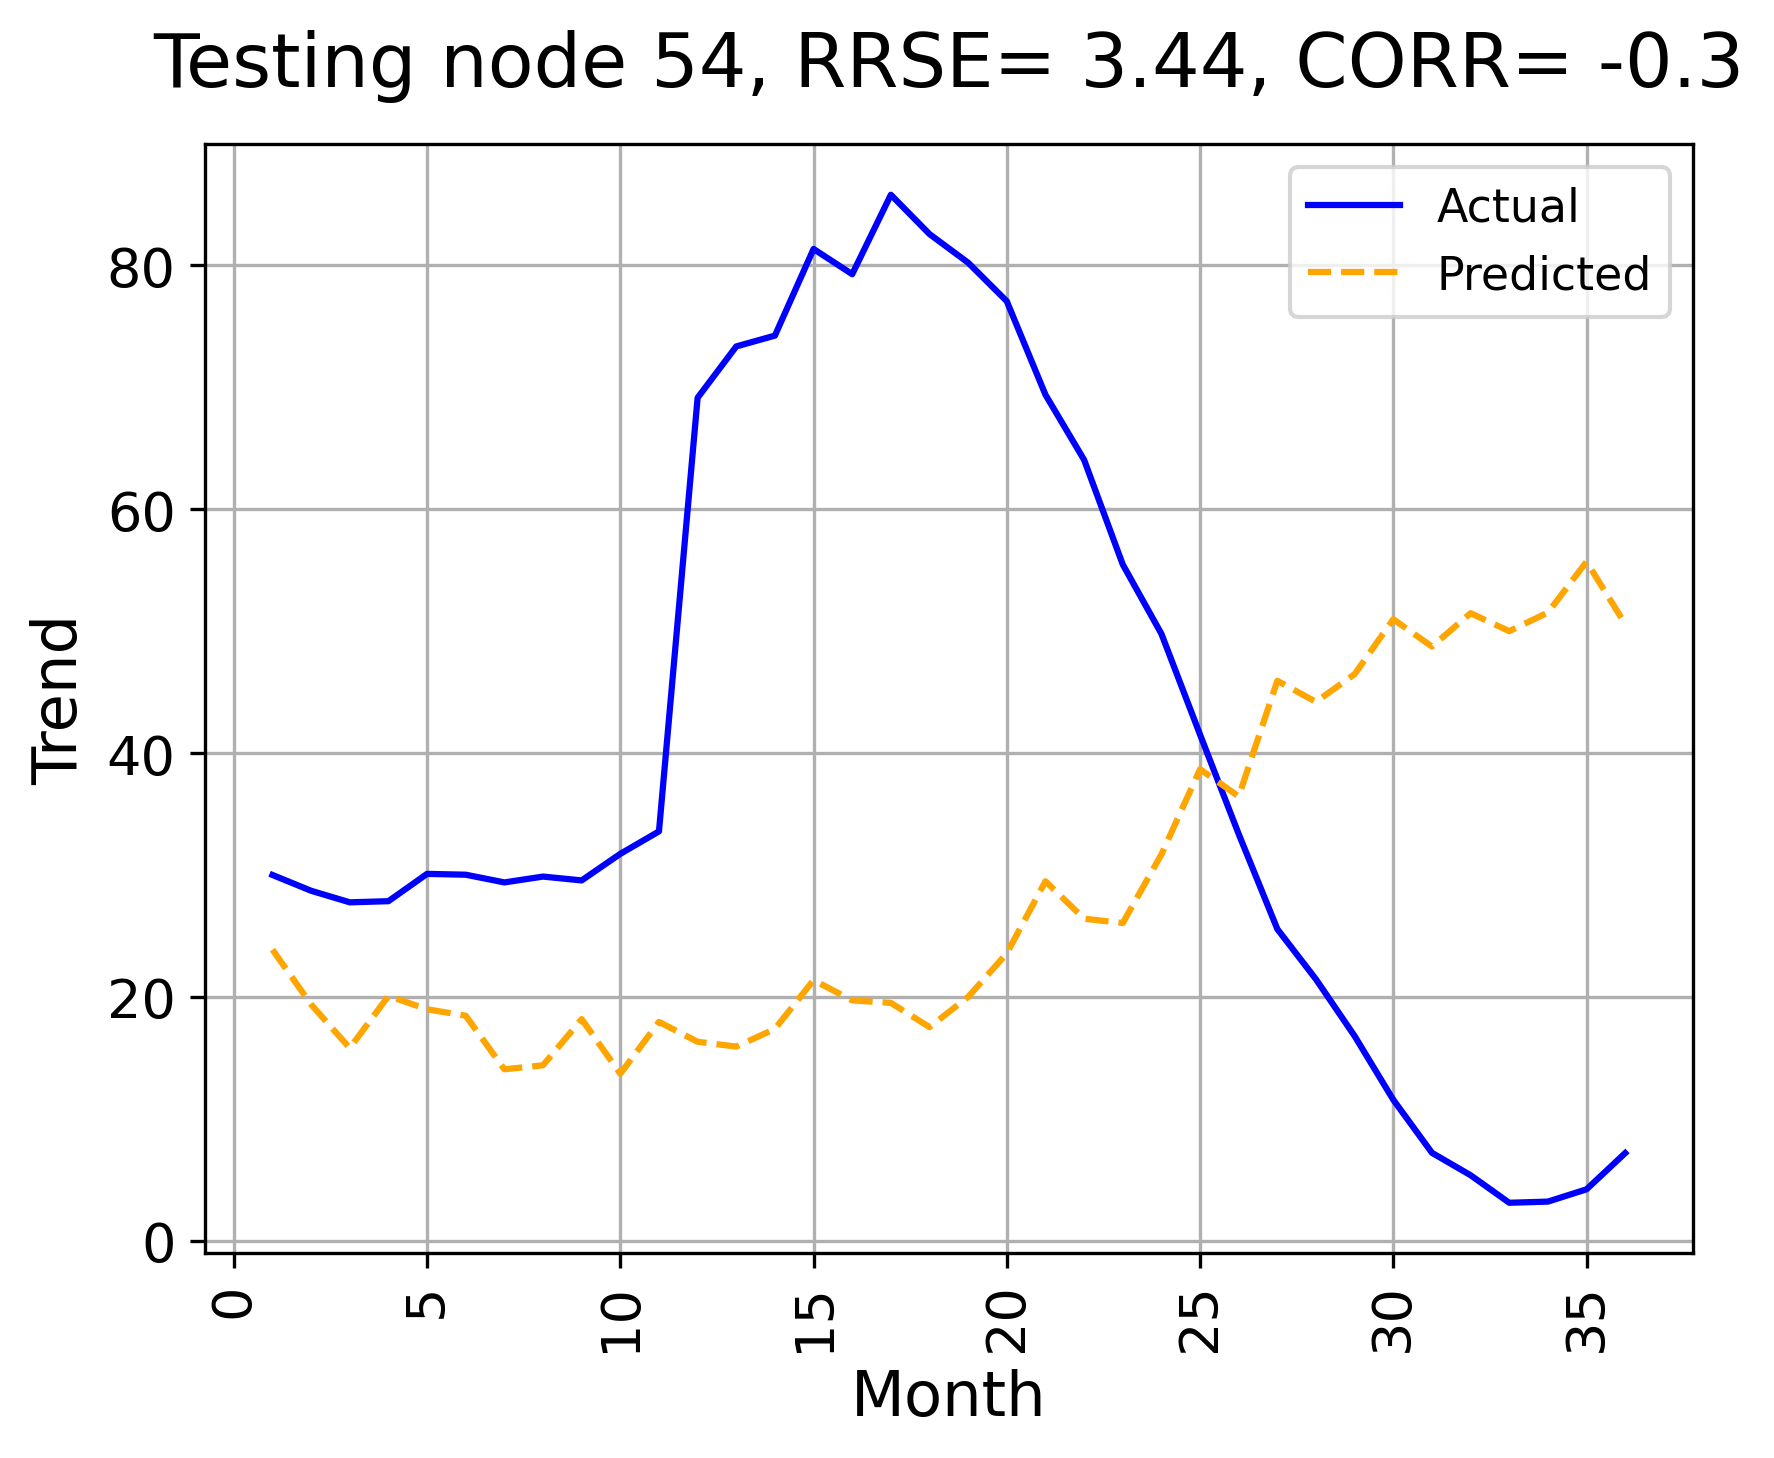 Testing node 54, RRSE= 3.44, CORR= -0.3
Actual
Predicted
Trend
80
60
40
20
0
0 5 10 15 20 25 30 35
Month